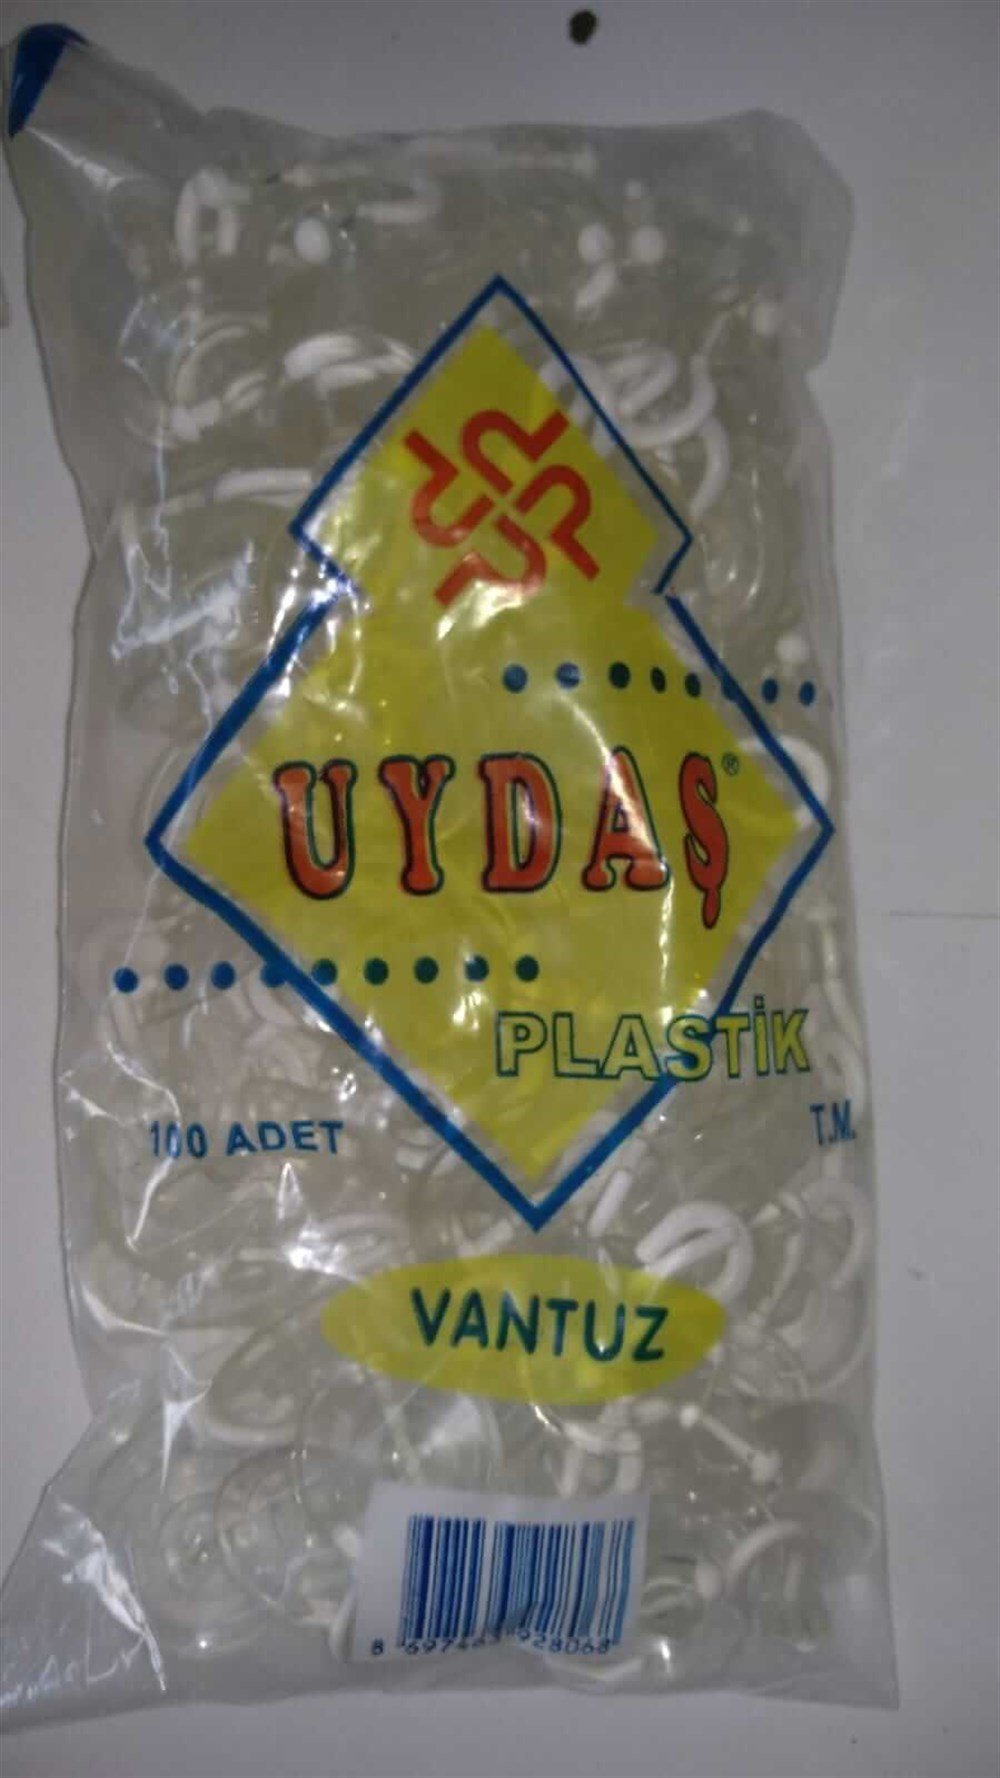 UYDAŞ®
PLASTİK
T.M.
100 ADET
VANTUZ